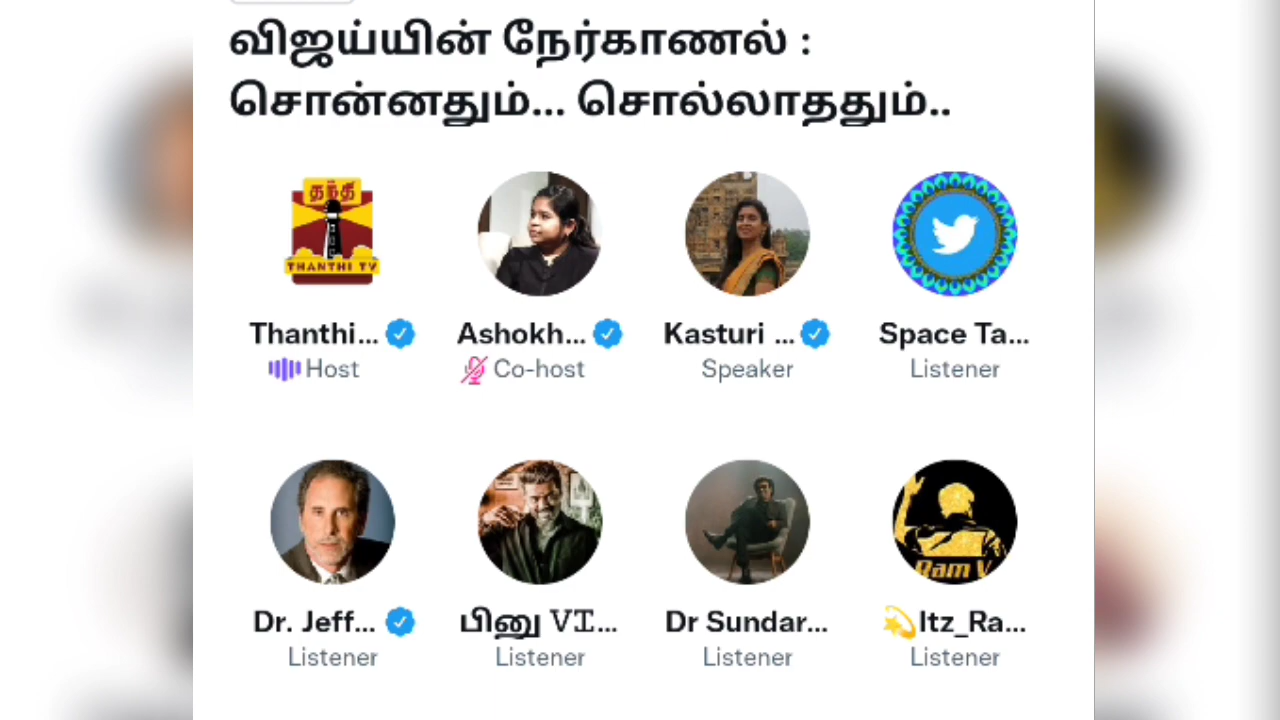 விஜய்யின் நேர்காணல் :
சொன்னதும்... சொல்லாததும்..
தந்தி
THANTHI TV
Thanthi... Ashokh... Kasturi ... Space Ta...
Host Co-host Speaker Listener
Ram V
Dr. Jeff... பினு VI... Dr Sundar... 💫Itz_Ra...
Listener Listener Listener Listener